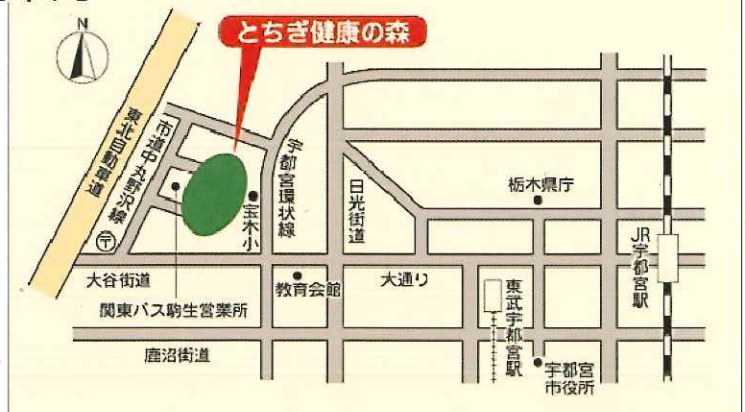 とちぎ健康の森
N
東北自動車道
市道中丸野沢線
宝木小
宇都宮環状線
日光街道
栃木県庁
JR宇都宮駅
〒
大谷街道
教育会館
大通り
関東バス駒生営業所
東武宇都宮駅
鹿沼街道
宇都宮
市役所